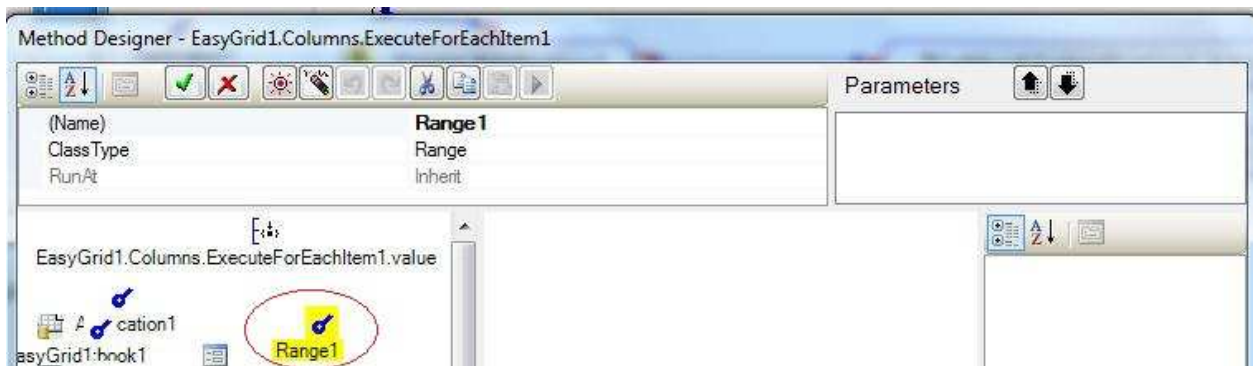 Method Designer - EasyGrid1.Columns.ExecuteForEachItem1
Parameters
(Name) Range1
ClassType Range
RunAt Inherit
EasyGrid1.Columns.ExecuteForEachItem1.value
cation1
asyGrid1:book1
Range1